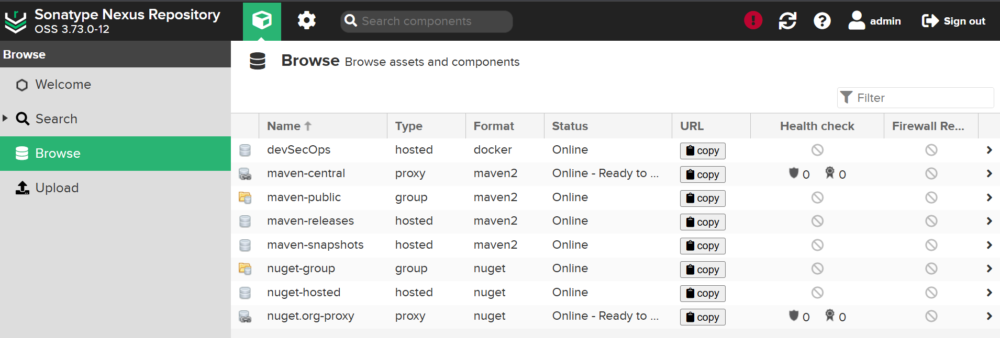 Sonatype Nexus Repository
OSS 3.73.0-12
Search components
admin
Sign out
Browse
Welcome
Search
Browse
Upload
Browse Browse assets and components
Filter
Name Type Format Status URL Health check Firewall Re...
devSecOps hosted docker Online copy
maven-central proxy maven2 Online - Ready to ... copy 0 0
maven-public group maven2 Online copy
maven-releases hosted maven2 Online copy
maven-snapshots hosted maven2 Online copy
nuget-group group nuget Online copy
nuget-hosted hosted nuget Online copy
nuget.org-proxy proxy nuget Online - Ready to ... copy 0 0